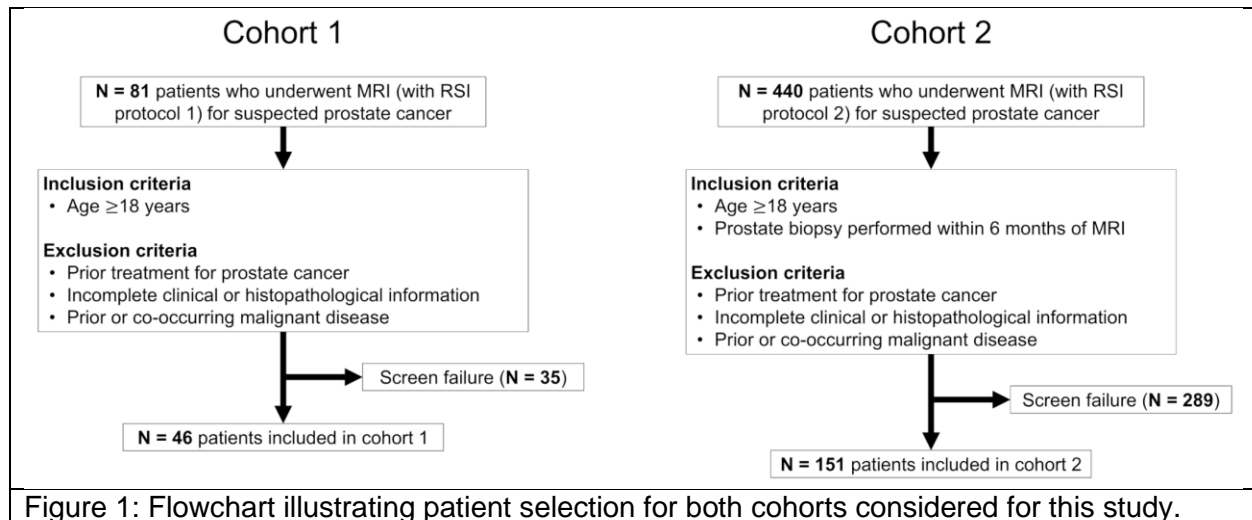 Cohort 1
N = 81 patients who underwent MRI (with RSI
protocol 1) for suspected prostate cancer
Inclusion criteria
• Age ≥18 years
Exclusion criteria
• Prior treatment for prostate cancer
• Incomplete clinical or histopathological information
• Prior or co-occurring malignant disease
Screen failure (N = 35)
N = 46 patients included in cohort 1
Cohort 2
N = 440 patients who underwent MRI (with RSI
protocol 2) for suspected prostate cancer
Inclusion criteria
• Age ≥18 years
• Prostate biopsy performed within 6 months of MRI
Exclusion criteria
• Prior treatment for prostate cancer
• Incomplete clinical or histopathological information
• Prior or co-occurring malignant disease
Screen failure (N = 289)
N = 151 patients included in cohort 2
Figure 1: Flowchart illustrating patient selection for both cohorts considered for this study.